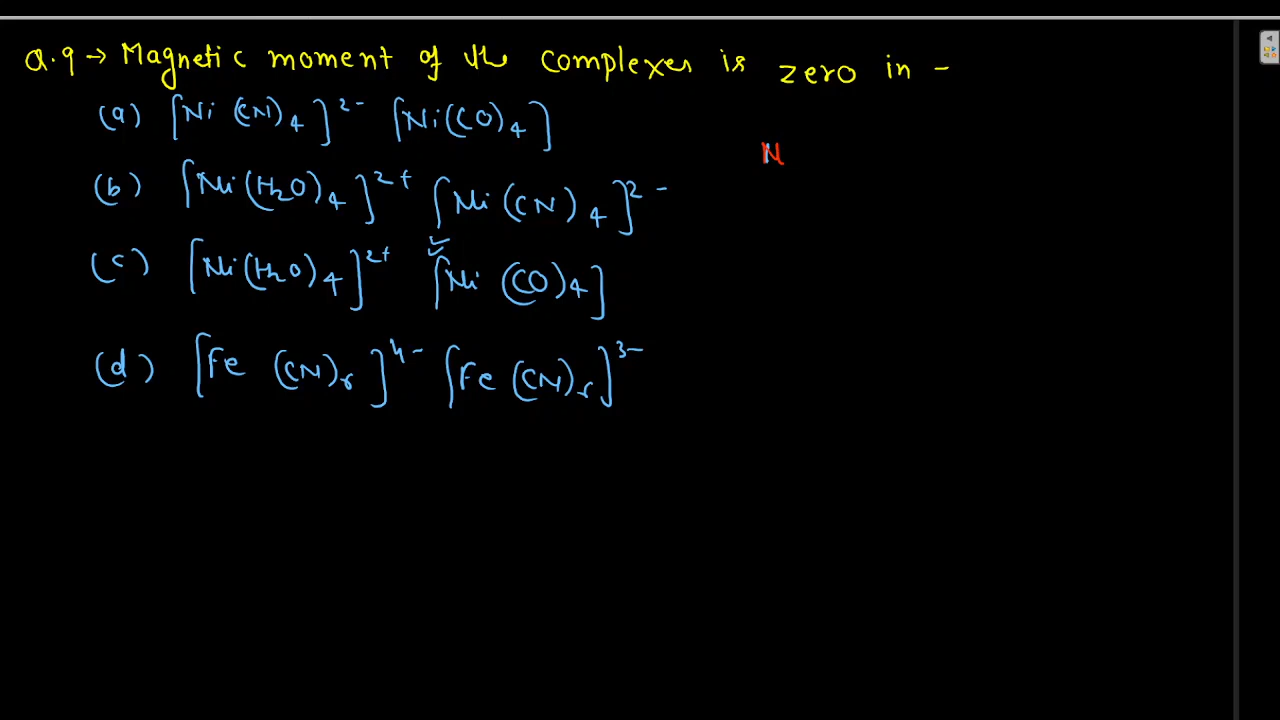 Q.9 → Magnetic moment of the complexes is zero in -
(a) [Ni(CN)4]2- [Ni(CO)4]
N
(b) [Ni(H2O)4]2+ [Ni(CN)4]2-
(c) [Ni(H2O)4]2+ [Ni(CO)4]
(d) [Fe(CN)6]4- [Fe(CN)6]3-